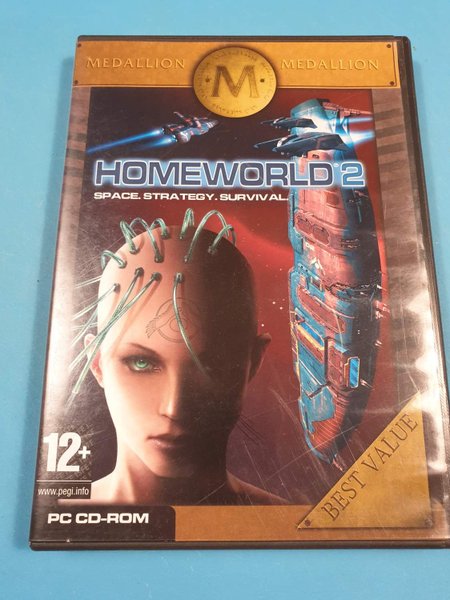 MEDALLION M MEDALLION
HOMEWORLD® 2
SPACE. STRATEGY. SURVIVAL.
12+
www.pegi.info
BEST VALUE
PC CD-ROM